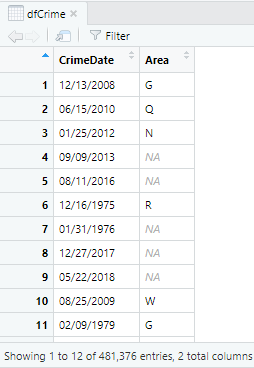 dfCrime
Filter
CrimeDate Area
1 12/13/2008 G
2 06/15/2010 Q
3 01/25/2012 N
4 09/09/2013 NA
5 08/11/2016 NA
6 12/16/1975 R
7 01/31/1976 NA
8 12/27/2017 NA
9 05/22/2018 NA
10 08/25/2009 W
11 02/09/1979 G
Showing 1 to 12 of 481,376 entries, 2 total columns